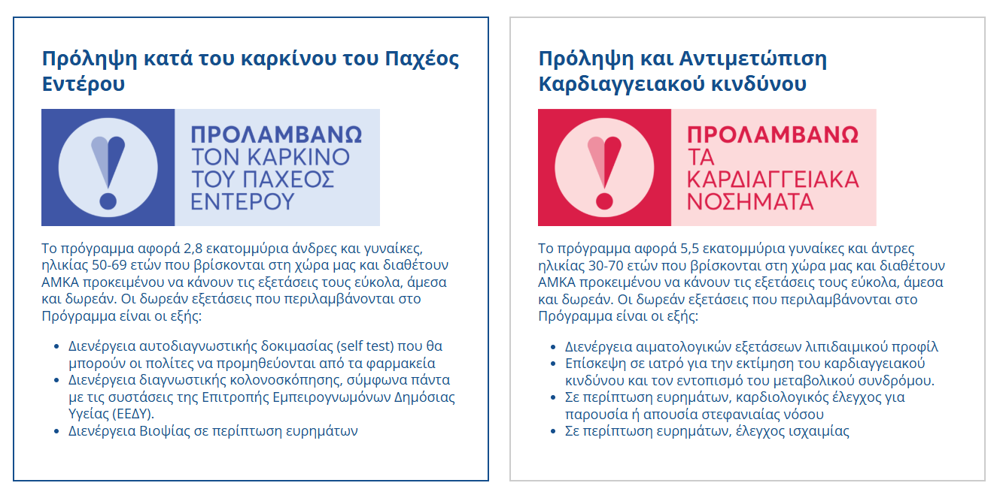 Πρόληψη κατά του καρκίνου του Παχέος
Εντέρου
ΠΡΟΛΑΜΒΑΝΩ
ΤΟΝ ΚΑΡΚΙΝΟ
ΤΟΥ ΠΑΧΕΟΣ
ΕΝΤΕΡΟΥ
Το πρόγραμμα αφορά 2,8 εκατομμύρια άνδρες και γυναίκες,
ηλικίας 50-69 ετών που βρίσκονται στη χώρα μας και διαθέτουν
ΑΜΚΑ προκειμένου να κάνουν τις εξετάσεις τους εύκολα, άμεσα
και δωρεάν. Οι δωρεάν εξετάσεις που περιλαμβάνονται στο
Πρόγραμμα είναι οι εξής:
• Διενέργεια αυτοδιαγνωστικής δοκιμασίας (self test) που θα
μπορούν οι πολίτες να προμηθεύονται από τα φαρμακεία
• Διενέργεια διαγνωστικής κολονοσκόπησης, σύμφωνα πάντα
με τις συστάσεις της Επιτροπής Εμπειρογνωμόνων Δημόσιας
Υγείας (ΕΕΔΥ).
• Διενέργεια Βιοψίας σε περίπτωση ευρημάτων
Πρόληψη και Αντιμετώπιση
Καρδιαγγειακού κινδύνου
ΠΡΟΛΑΜΒΑΝΩ
ΤΑ
ΚΑΡΔΙΑΓΓΕΙΑΚΑ
ΝΟΣΗΜΑΤΑ
Το πρόγραμμα αφορά 5,5 εκατομμύρια γυναίκες και άντρες
ηλικίας 30-70 ετών που βρίσκονται στη χώρα μας και διαθέτουν
ΑΜΚΑ προκειμένου να κάνουν τις εξετάσεις τους εύκολα, άμεσα
και δωρεάν. Οι δωρεάν εξετάσεις που περιλαμβάνονται στο
Πρόγραμμα είναι οι εξής:
• Διενέργεια αιματολογικών εξετάσεων λιπιδαιμικού προφίλ
• Επίσκεψη σε ιατρό για την εκτίμηση του καρδιαγγειακού
κινδύνου και τον εντοπισμό του μεταβολικού συνδρόμου.
• Σε περίπτωση ευρημάτων, καρδιολογικός έλεγχος για
παρουσία ή απουσία στεφανιαίας νόσου
• Σε περίπτωση ευρημάτων, έλεγχος ισχαιμίας